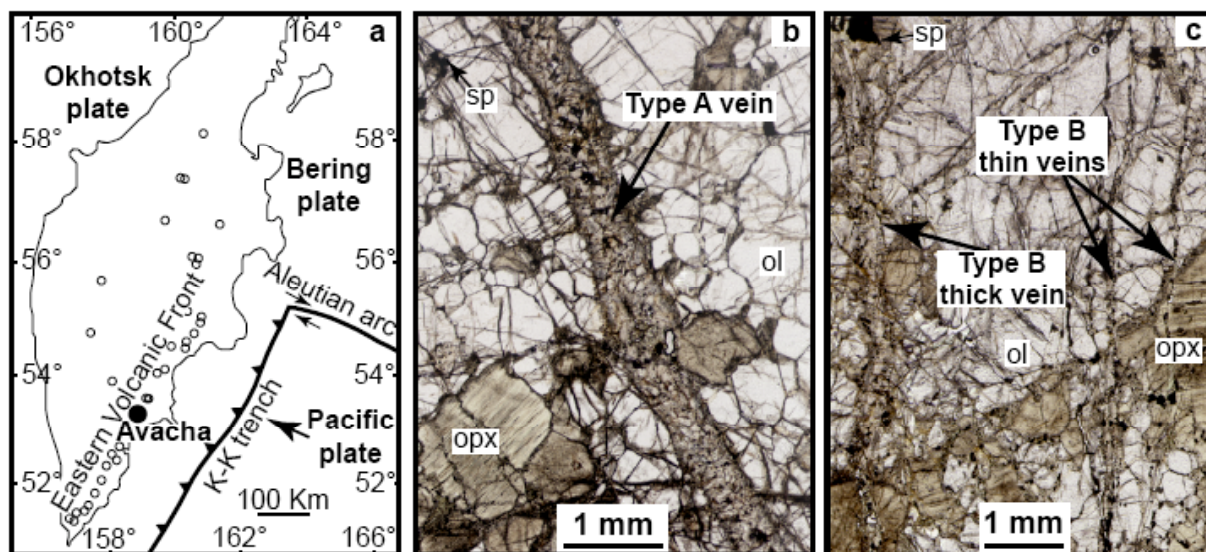 156° 160° 164° a
Okhotsk
plate
58° 58°
Bering
plate
56° 56°
Aleutian arc
Eastern Volcanic Front
54° 54°
Avacha
K-K trench
Pacific
plate
52° 52°
100 Km
158° 162° 166°
b
sp
Type A vein
ol
opx
1 mm
c
sp
Type B
thin veins
Type B
thick vein
ol
opx
1 mm